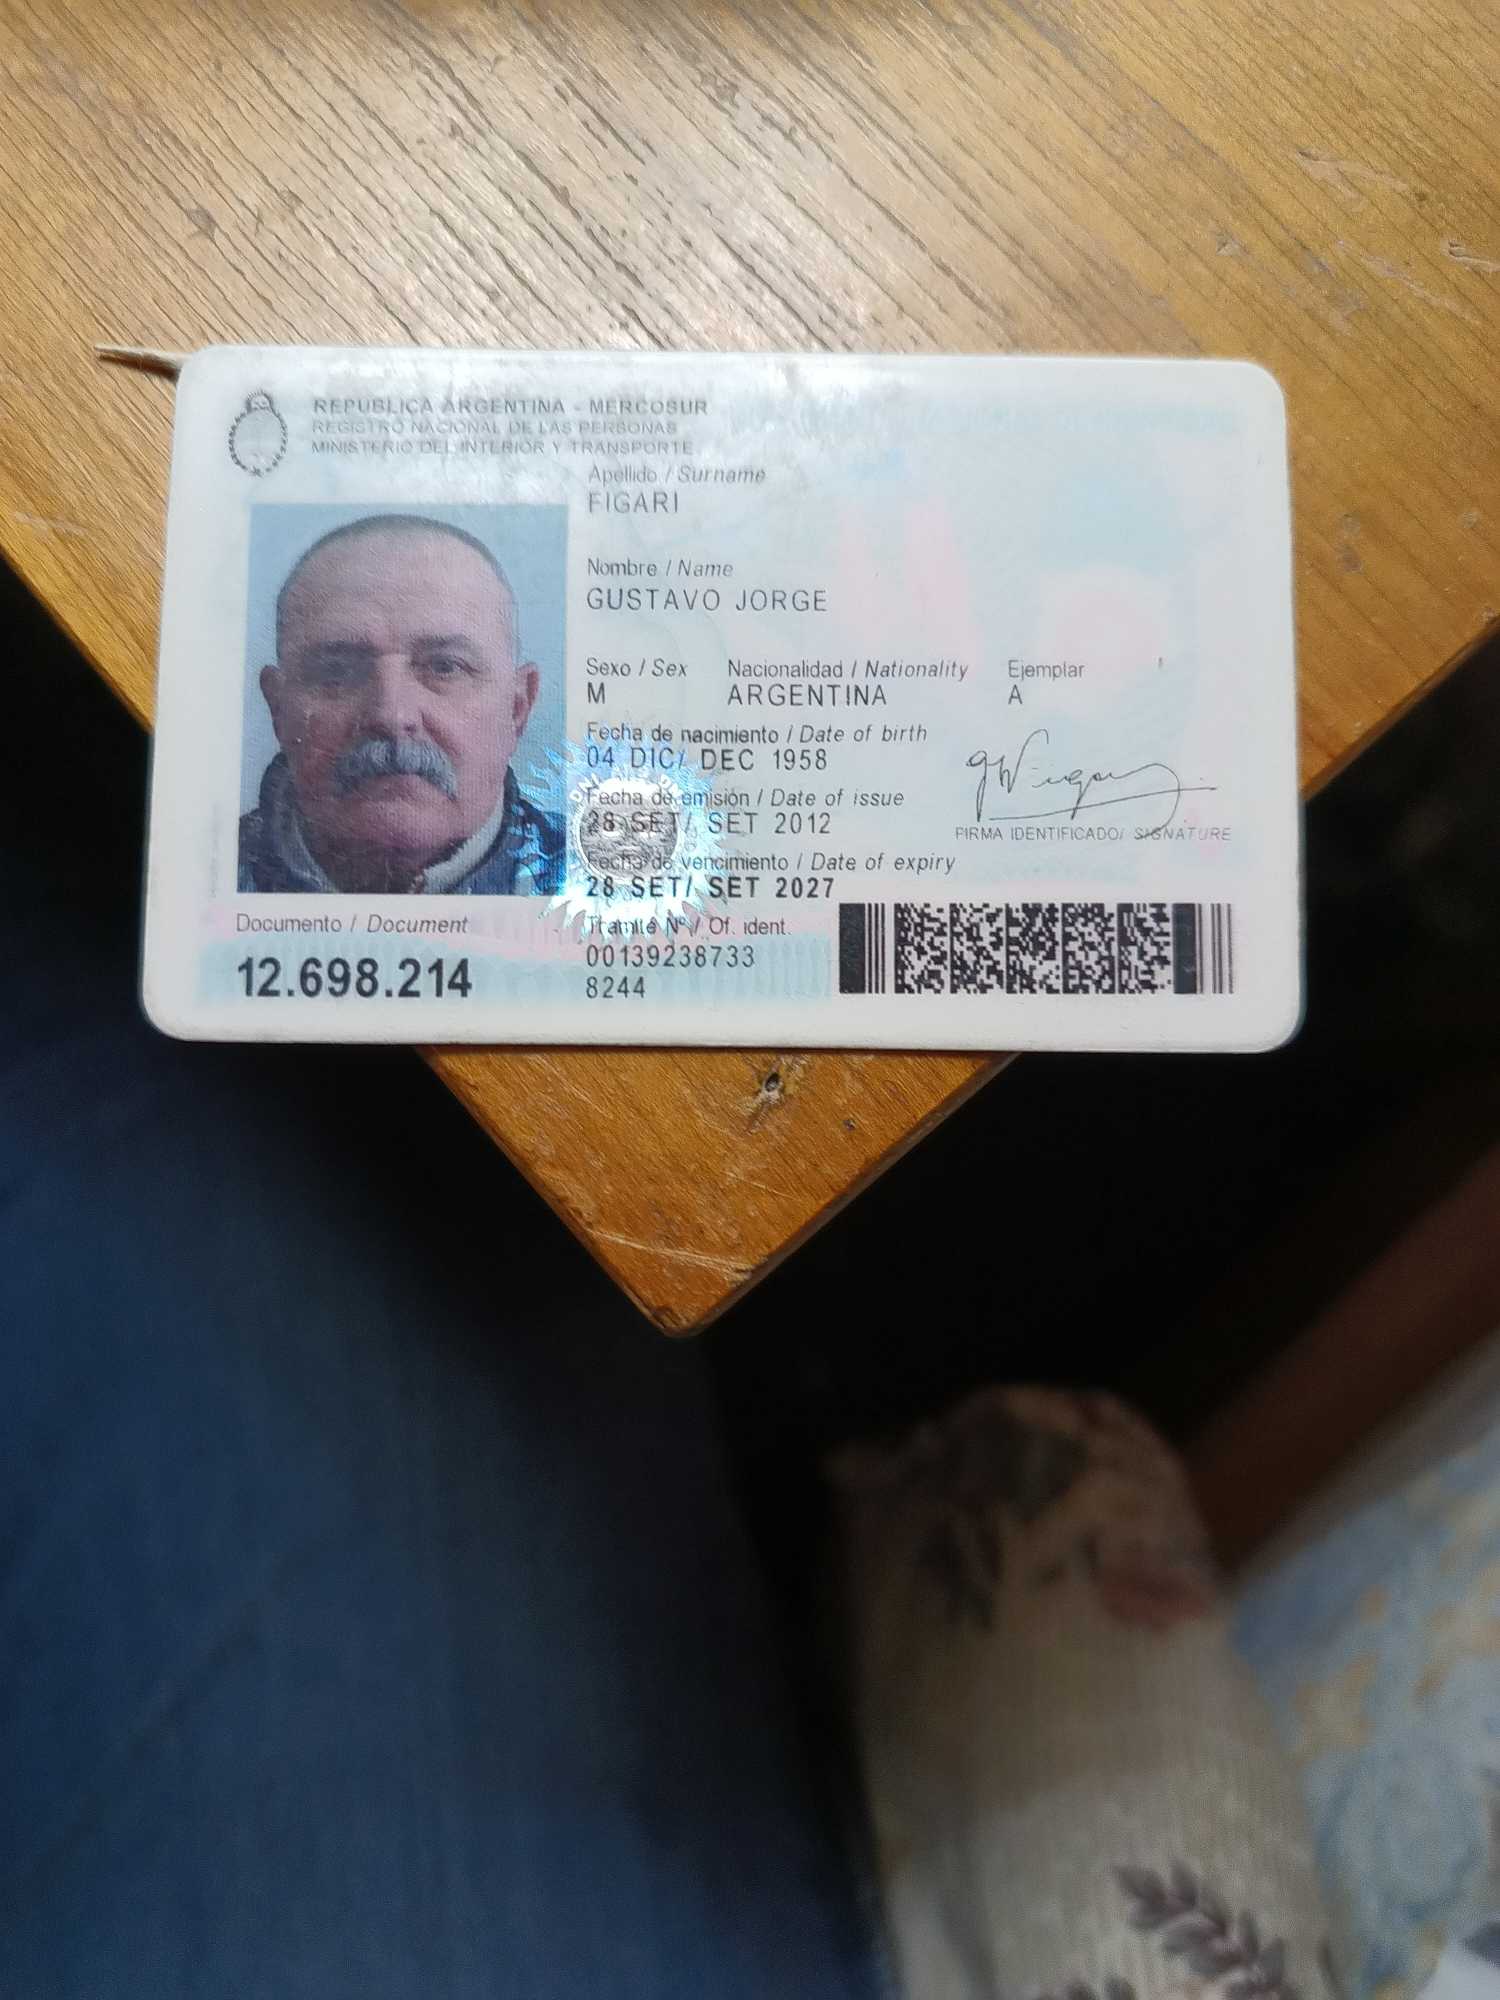 REPUBLICA ARGENTINA - MERCOSUR
REGISTRO NACIONAL DE LAS PERSONAS
MINISTERIO DEL INTERIOR Y TRANSPORTE
Apellido / Surname
FIGARI
Nombre / Name
GUSTAVO JORGE
Sexo / Sex Nacionalidad / Nationality Ejemplar
M ARGENTINA A
Fecha de nacimiento / Date of birth
04 DIC/ DEC 1958
Fecha de emisión / Date of issue
28 SET/ SET 2012
FIRMA IDENTIFICADO/ SIGNATURE
Fecha de vencimiento / Date of expiry
28 SET/ SET 2027
Documento / Document
12.698.214
Tramite Nº / Of. ident.
00139238733
8244